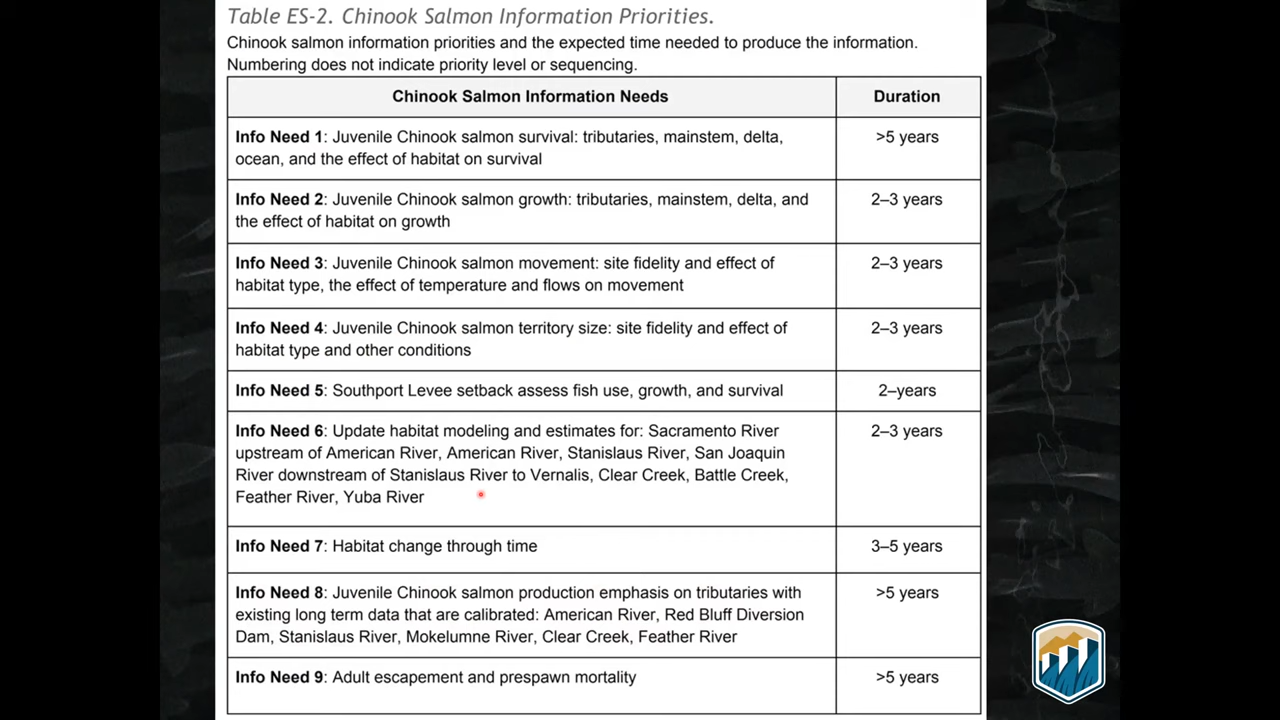 Table ES-2. Chinook Salmon Information Priorities.
Chinook salmon information priorities and the expected time needed to produce the information.
Numbering does not indicate priority level or sequencing.
Chinook Salmon Information Needs
Duration
Info Need 1: Juvenile Chinook salmon survival: tributaries, mainstem, delta,
ocean, and the effect of habitat on survival
>5 years
Info Need 2: Juvenile Chinook salmon growth: tributaries, mainstem, delta, and
the effect of habitat on growth
2–3 years
Info Need 3: Juvenile Chinook salmon movement: site fidelity and effect of
habitat type, the effect of temperature and flows on movement
2–3 years
Info Need 4: Juvenile Chinook salmon territory size: site fidelity and effect of
habitat type and other conditions
2–3 years
Info Need 5: Southport Levee setback assess fish use, growth, and survival
2–years
Info Need 6: Update habitat modeling and estimates for: Sacramento River
upstream of American River, American River, Stanislaus River, San Joaquin
River downstream of Stanislaus River to Vernalis, Clear Creek, Battle Creek,
Feather River, Yuba River
2–3 years
Info Need 7: Habitat change through time
3–5 years
Info Need 8: Juvenile Chinook salmon production emphasis on tributaries with
existing long term data that are calibrated: American River, Red Bluff Diversion
Dam, Stanislaus River, Mokelumne River, Clear Creek, Feather River
>5 years
Info Need 9: Adult escapement and prespawn mortality
>5 years